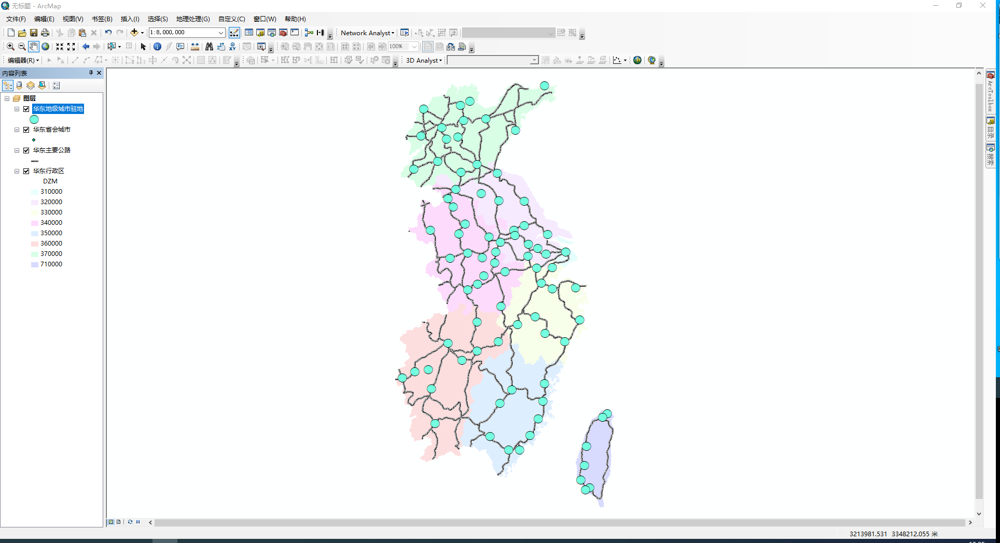 无标题 - ArcMap
文件(F) 编辑(E) 视图(V) 书签(B) 插入(I) 选择(S) 地理处理(G) 自定义(C) 窗口(W) 帮助(H)
1:8,000,000
Network Analyst
100%
编辑器(R)
3D Analyst
内容列表
图层
华东地级城市驻地
华东省会城市
华东主要公路
华东行政区
DZM
310000
320000
330000
340000
350000
360000
370000
710000
ArcToolbox
目录
搜索
3213981.531 3348212.055 米